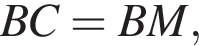 BC = BM,